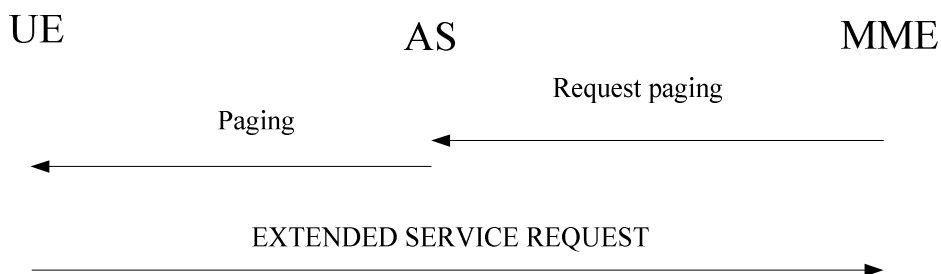 UE
AS
MME
Request paging
Paging
EXTENDED SERVICE REQUEST